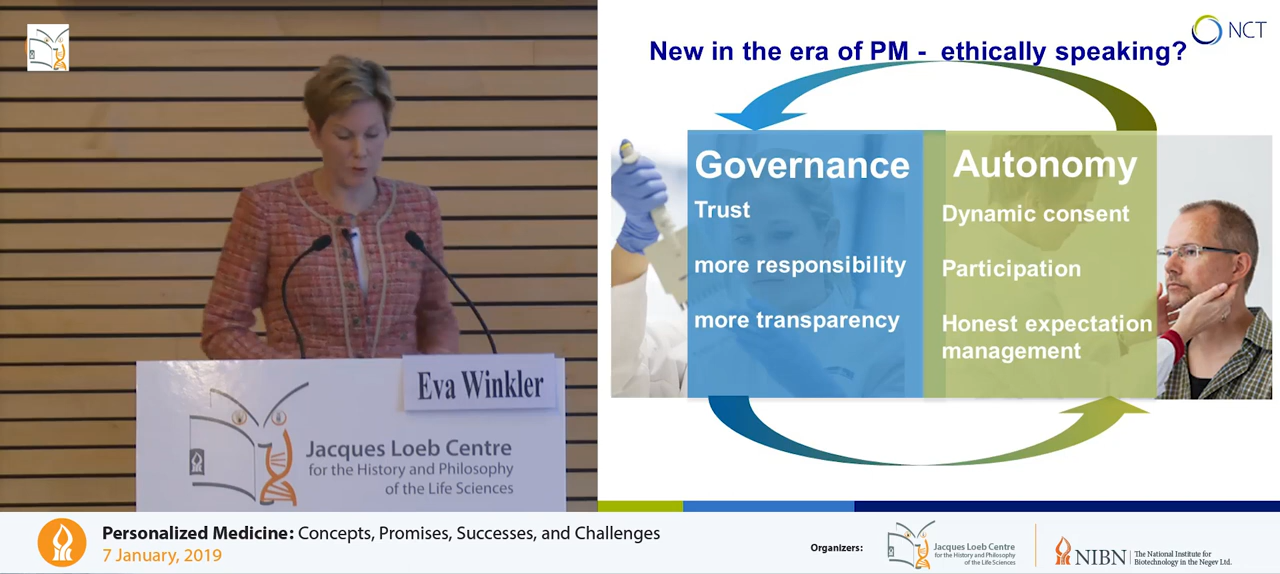 NCT
New in the era of PM - ethically speaking?
Governance
Trust
more responsibility
more transparency
Autonomy
Dynamic consent
Participation
Honest expectation
management
Eva Winkler
Jacques Loeb Centre
for the History and Philosophy
of the Life Sciences
Personalized Medicine: Concepts, Promises, Successes, and Challenges
7 January, 2019
Organizers:
Jacques Loeb Centre
for the History and Philosophy
of the Life Sciences
NIBN
The National Institute for
Biotechnology in the Negev Ltd.